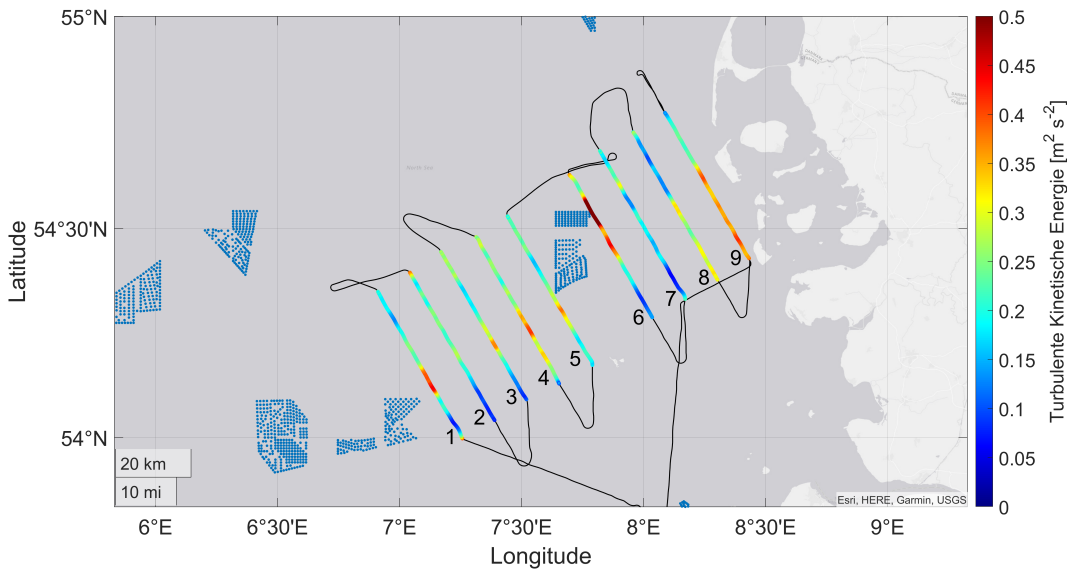 55°N
54°30'N
54°N
Latitude
North Sea
1
2
3
4
5
6
7
8
9
20 km
10 mi
Esri, HERE, Garmin, USGS
6°E
6°30'E
7°E
7°30'E
8°E
8°30'E
9°E
Longitude
0.5
0.45
0.4
0.35
0.3
0.25
0.2
0.15
0.1
0.05
0
Turbulente Kinetische Energie [m² s⁻²]